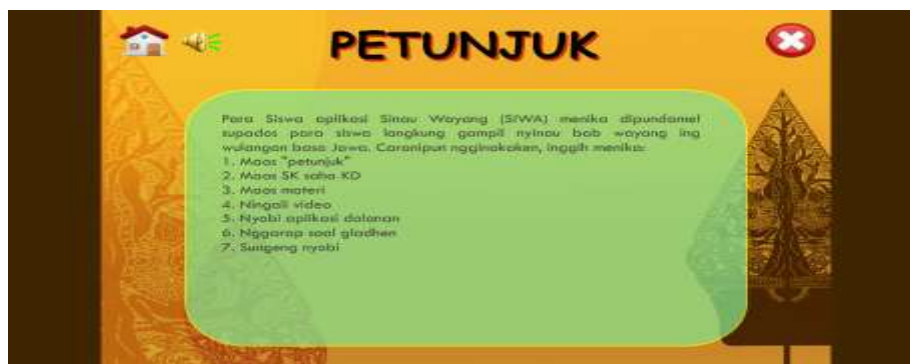 PETUNJUK
Para Siswa aplikasi Sinau Wayang (SIWA) menika dipundamel
supados para siswa langkung gampil nyinau bab wayang ing
wulangan basa Jawa. Caranipun ngginakaken, inggih menika:
1. Maos "petunjuk"
2. Maos SK saha KD
3. Maos materi
4. Ningali video
5. Nyobi aplikasi dolanan
6. Nggarap soal gladhen
7. Sugeng nyobi